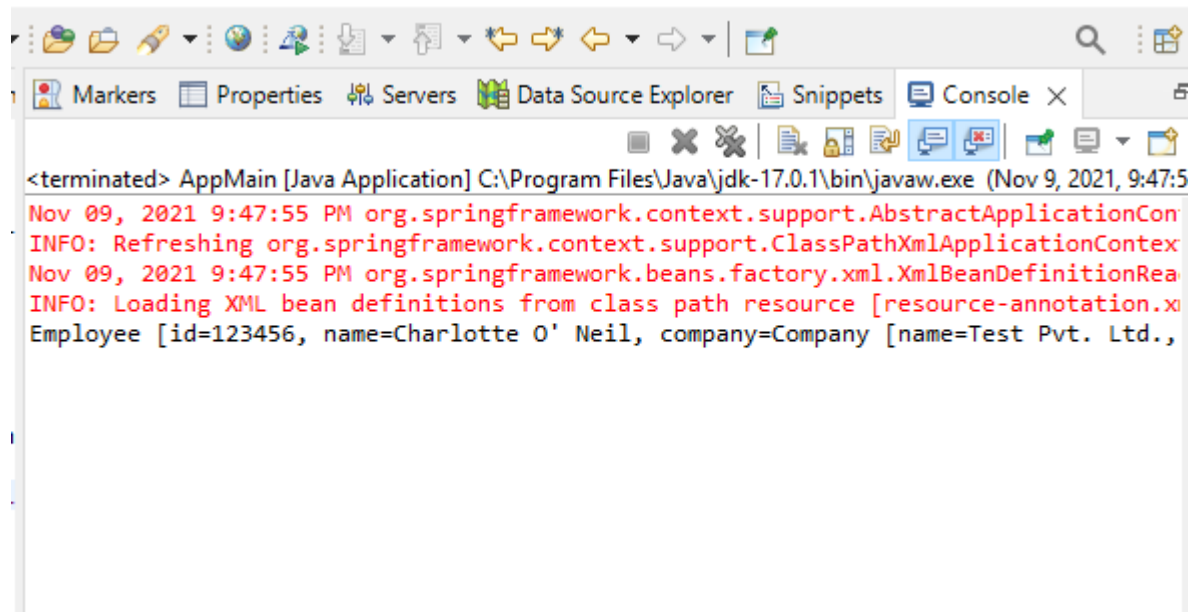 Markers Properties Servers Data Source Explorer Snippets Console
<terminated> AppMain [Java Application] C:\Program Files\Java\jdk-17.0.1\bin\javaw.exe (Nov 9, 2021, 9:47:5
Nov 09, 2021 9:47:55 PM org.springframework.context.support.AbstractApplicationCon
INFO: Refreshing org.springframework.context.support.ClassPathXmlApplicationContex
Nov 09, 2021 9:47:55 PM org.springframework.beans.factory.xml.XmlBeanDefinitionRea
INFO: Loading XML bean definitions from class path resource [resource-annotation.x
Employee [id=123456, name=Charlotte O' Neil, company=Company [name=Test Pvt. Ltd.,